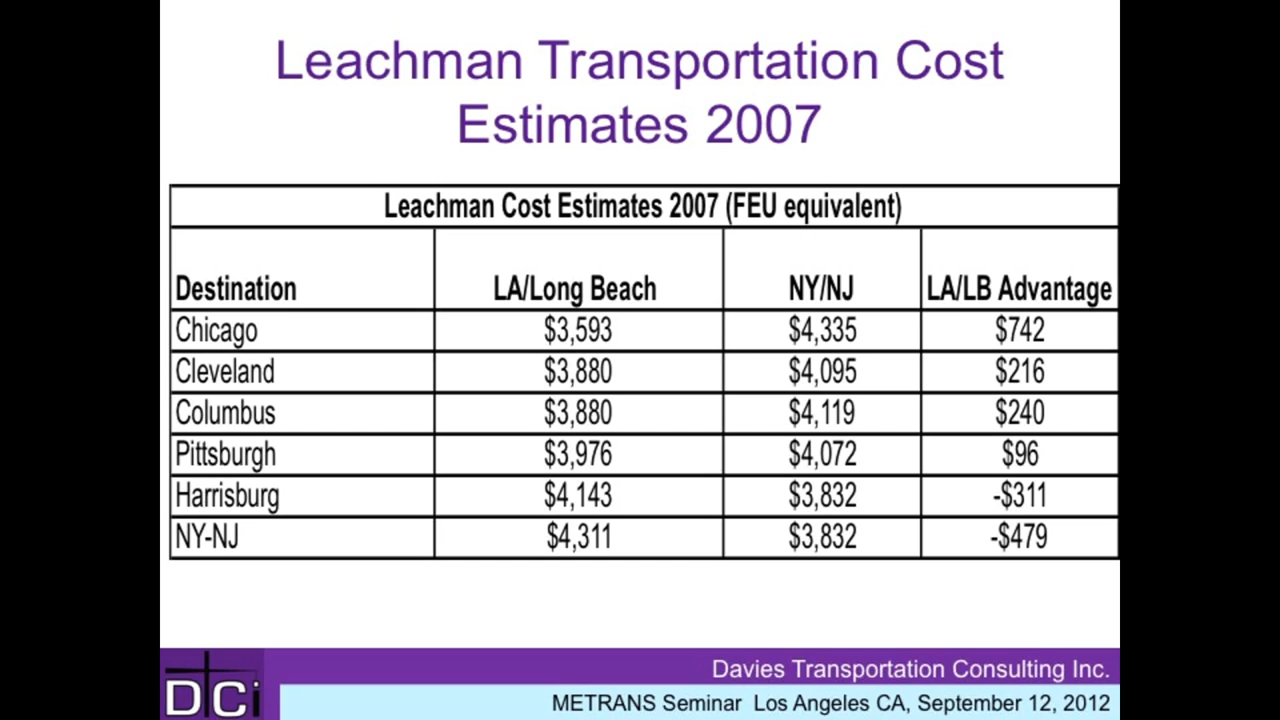 Leachman Transportation Cost
Estimates 2007
Leachman Cost Estimates 2007 (FEU equivalent)
Destination LA/Long Beach NY/NJ LA/LB Advantage
Chicago $3,593 $4,335 $742
Cleveland $3,880 $4,095 $216
Columbus $3,880 $4,119 $240
Pittsburgh $3,976 $4,072 $96
Harrisburg $4,143 $3,832 -$311
NY-NJ $4,311 $3,832 -$479
DTCi
Davies Transportation Consulting Inc.
METRANS Seminar Los Angeles CA, September 12, 2012